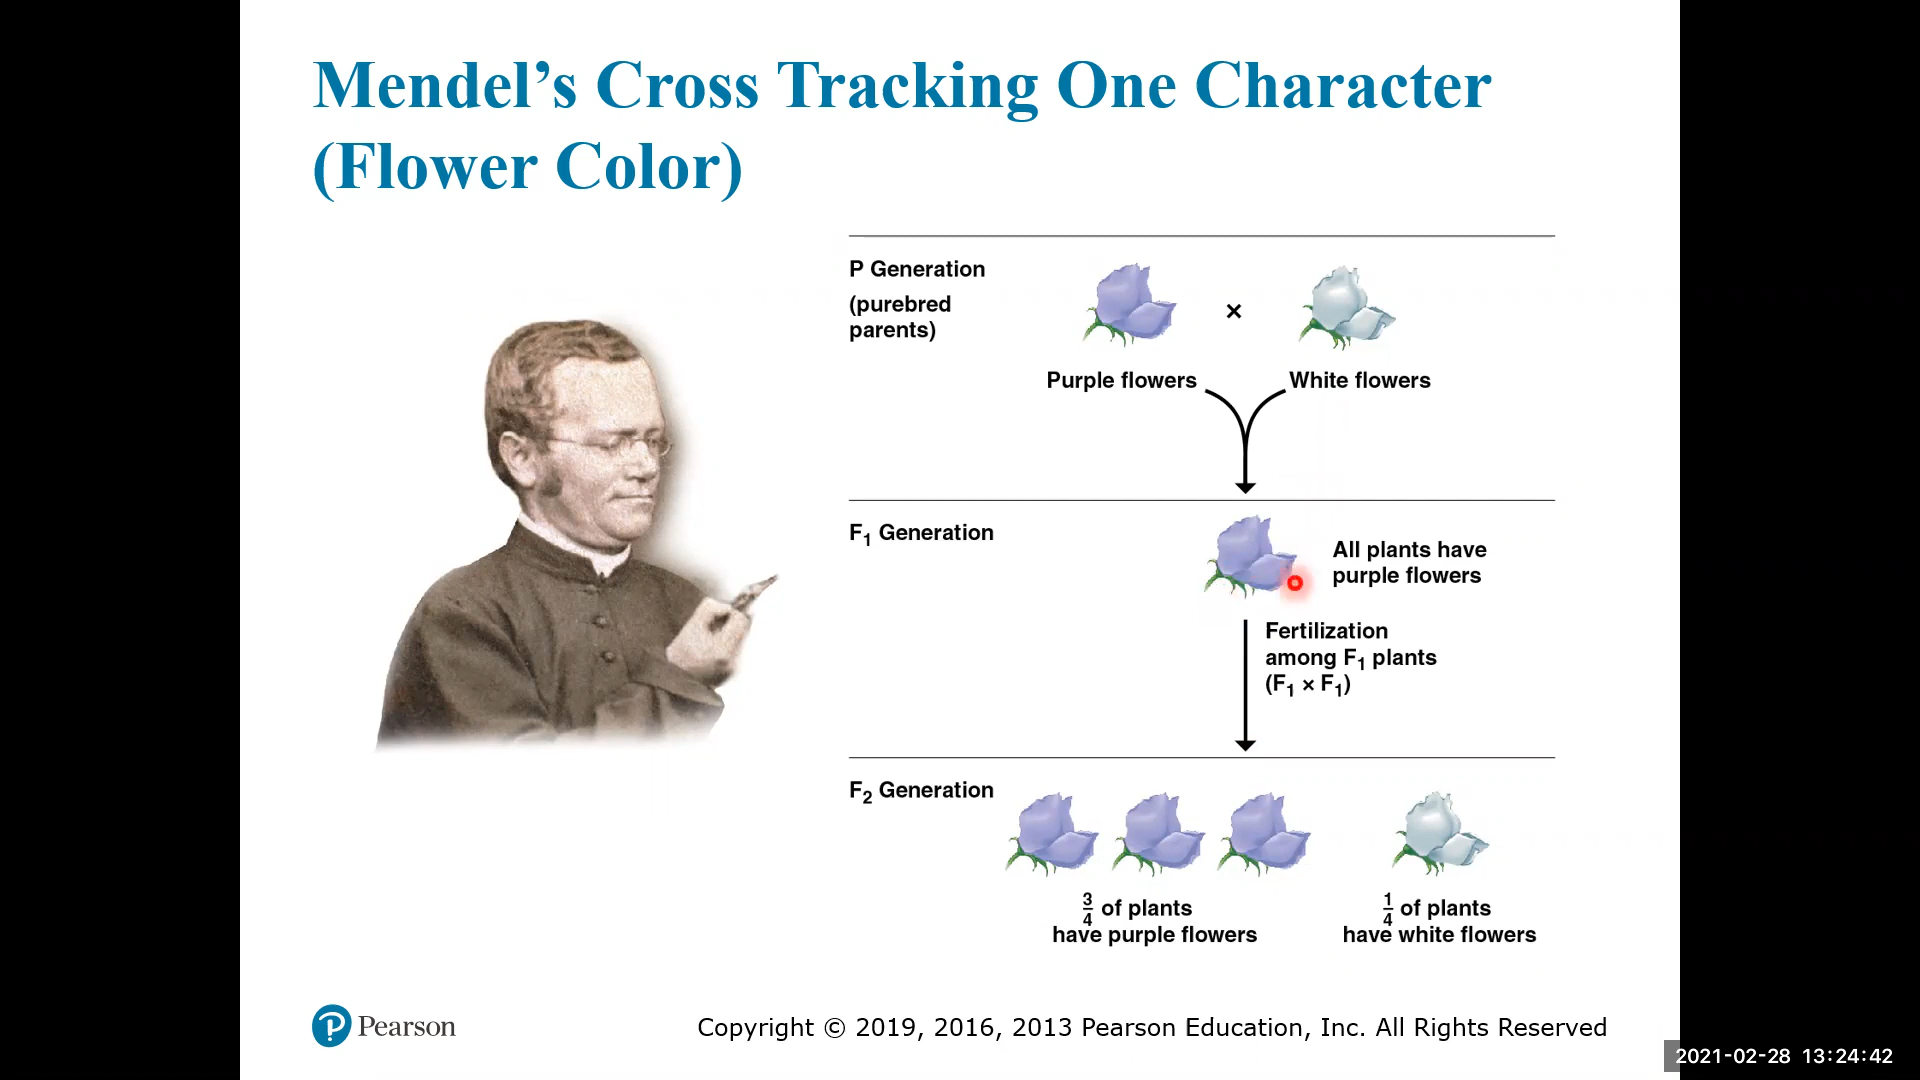 Mendel’s Cross Tracking One Character
(Flower Color)
P Generation
(purebred
parents)
×
Purple flowers
White flowers
F₁ Generation
All plants have
purple flowers
Fertilization
among F₁ plants
(F₁ × F₁)
F₂ Generation
3/4 of plants
have purple flowers
1/4 of plants
have white flowers
P Pearson
Copyright © 2019, 2016, 2013 Pearson Education, Inc. All Rights Reserved
2021-02-28 13:24:42